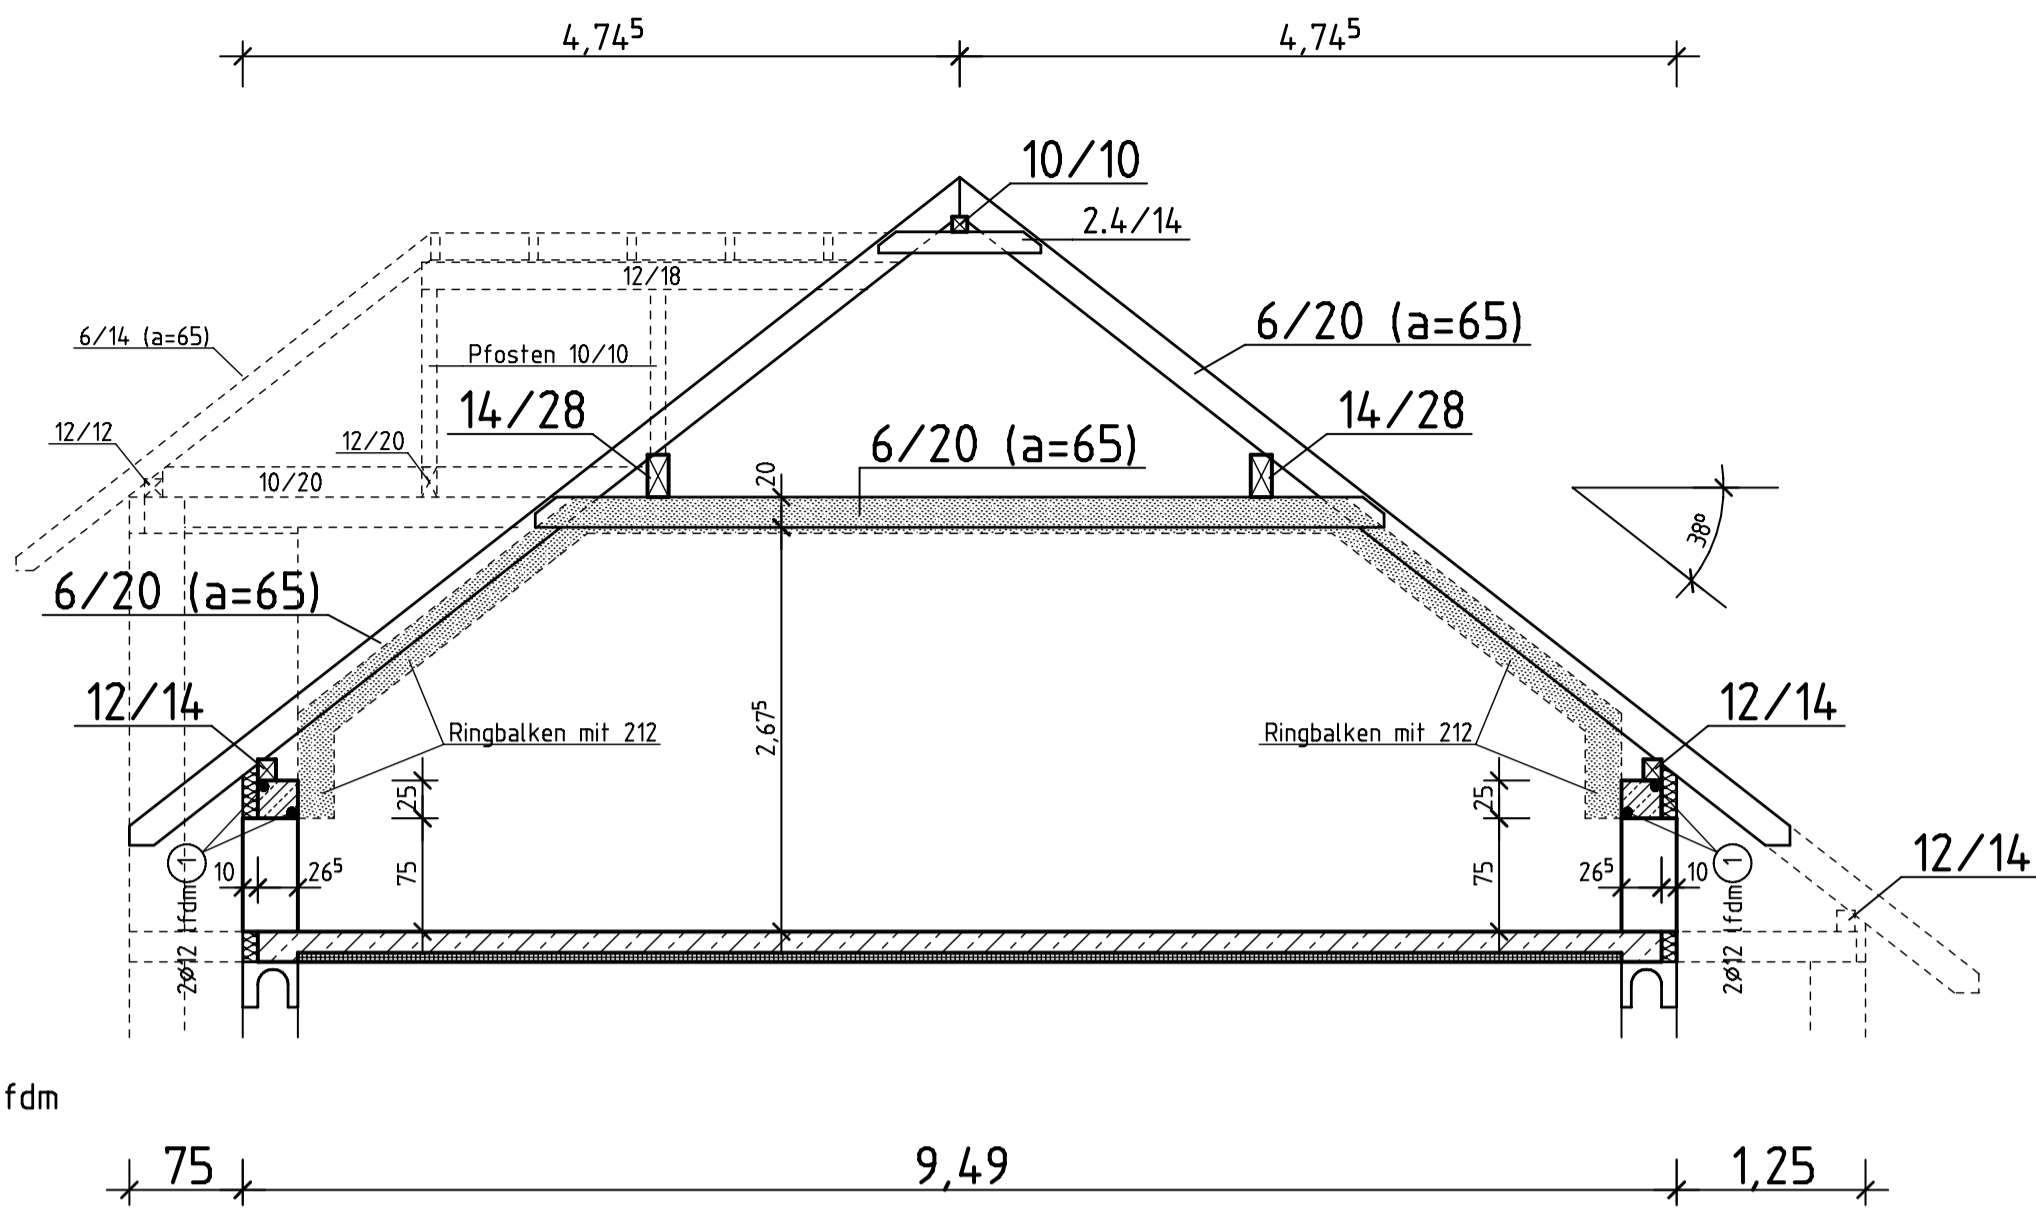 4,74⁵ 4,74⁵
10/10
2.4/14
12/18
6/14 (a=65)
6/20 (a=65)
Pfosten 10/10
14/28 14/28
12/12
12/20
6/20 (a=65)
20
10/20
38°
6/20 (a=65)
12/14 12/14
2,67⁵
Ringbalken mit 212 Ringbalken mit 212
25 25
12/14
1 1
10 26⁵ 75 75 26⁵ 10
2ø12 lfdm 2ø12 lfdm
fdm
75 9,49 1,25